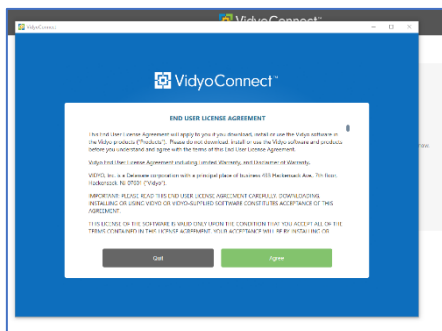 VidyoConnect™
VidyoConnect
VidyoConnect™
END USER LICENSE AGREEMENT
This End User License Agreement will apply to you if you download, install or use the Vidyo software in
the Vidyo products ("Products"). Please do not download, install or use the Vidyo software and products
before you understand and agree with the terms of this End User License Agreement.
Vidyo End User License Agreement including Limited Warranty, and Disclaimer of Warranty.
VIDYO, Inc. is a Delaware corporation with a principal place of business 433 Hackensack Ave, 7th floor,
Hackensack, NJ 07601 ("Vidyo").
IMPORTANT: PLEASE READ THIS END USER LICENSE AGREEMENT CAREFULLY. DOWNLOADING,
INSTALLING OR USING VIDYO OR VIDYO-SUPPLIED SOFTWARE CONSTITUTES ACCEPTANCE OF THIS
AGREEMENT.
THIS LICENSE OF THE SOFTWARE IS VALID ONLY UPON THE CONDITION THAT YOU ACCEPT ALL OF THE
TERMS CONTAINED IN THIS LICENSE AGREEMENT. YOUR ACCEPTANCE WILL BE BY INSTALLING OR
Quit
Agree